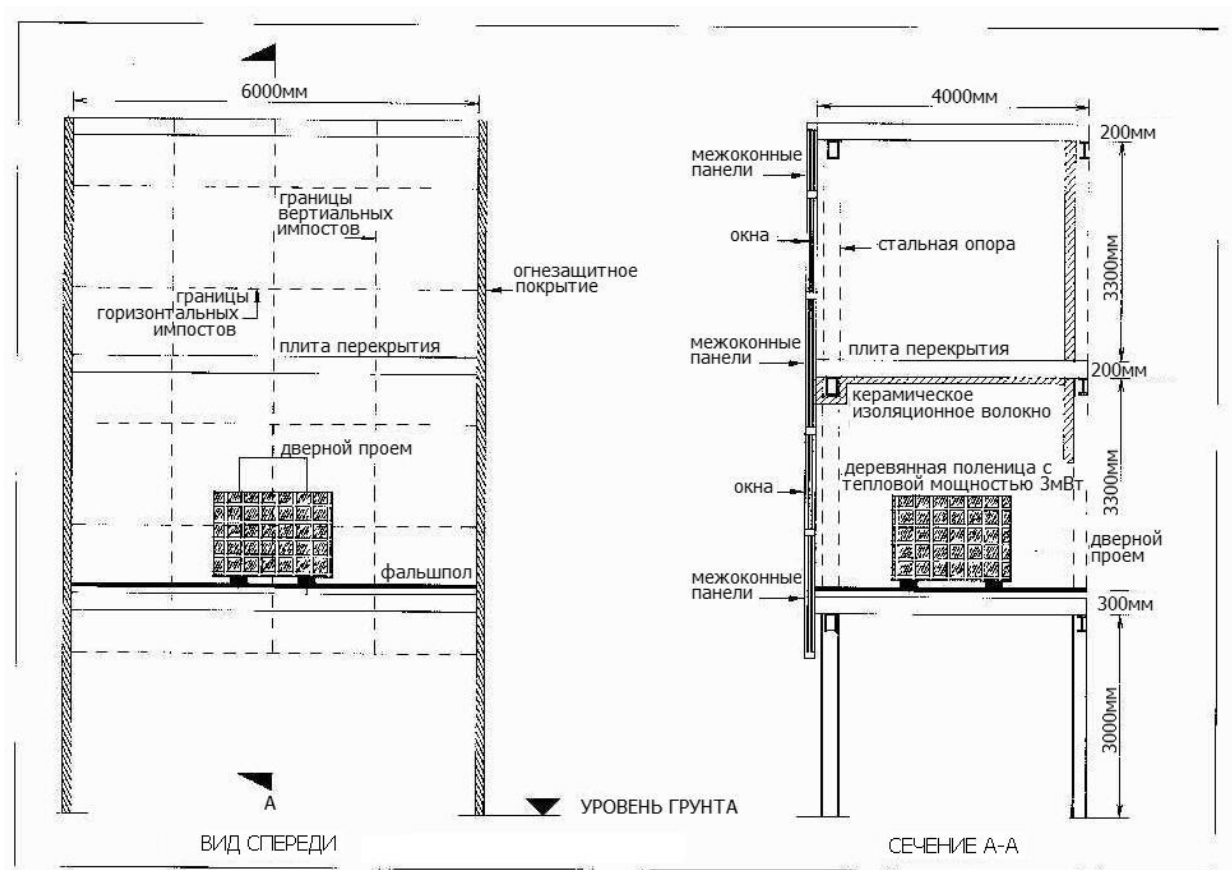 6000мм
границы
вертиальных
импостов
огнезащитное
покрытие
границы
горизонтальных
импостов
плита перекрытия
дверной проем
фальшпол
А
УРОВЕНЬ ГРУНТА
ВИД СПЕРЕДИ
4000мм
200мм
межоконные
панели
окна
стальная опора
3300мм
межоконные
панели
плита перекрытия
200мм
керамическое
изоляционное волокно
деревянная поленица с
тепловой мощностью 3мВт
3300мм
окна
дверной
проем
межоконные
панели
300мм
3000мм
СЕЧЕНИЕ А-А